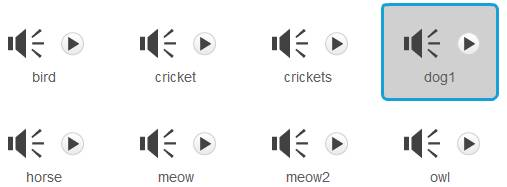 bird cricket crickets dog1
horse meow meow2 owl